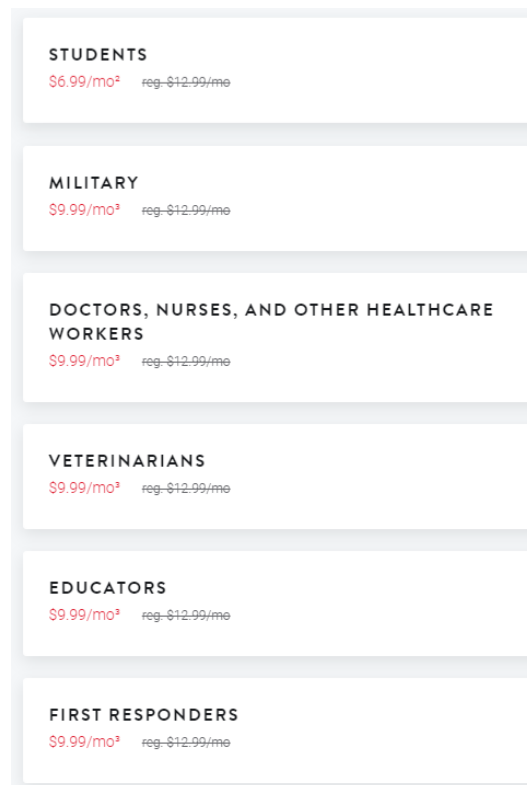 STUDENTS
$6.99/mo² reg. $12.99/mo
MILITARY
$9.99/mo³ reg. $12.99/mo
DOCTORS, NURSES, AND OTHER HEALTHCARE
WORKERS
$9.99/mo³ reg. $12.99/mo
VETERINARIANS
$9.99/mo³ reg. $12.99/mo
EDUCATORS
$9.99/mo³ reg. $12.99/mo
FIRST RESPONDERS
$9.99/mo³ reg. $12.99/mo